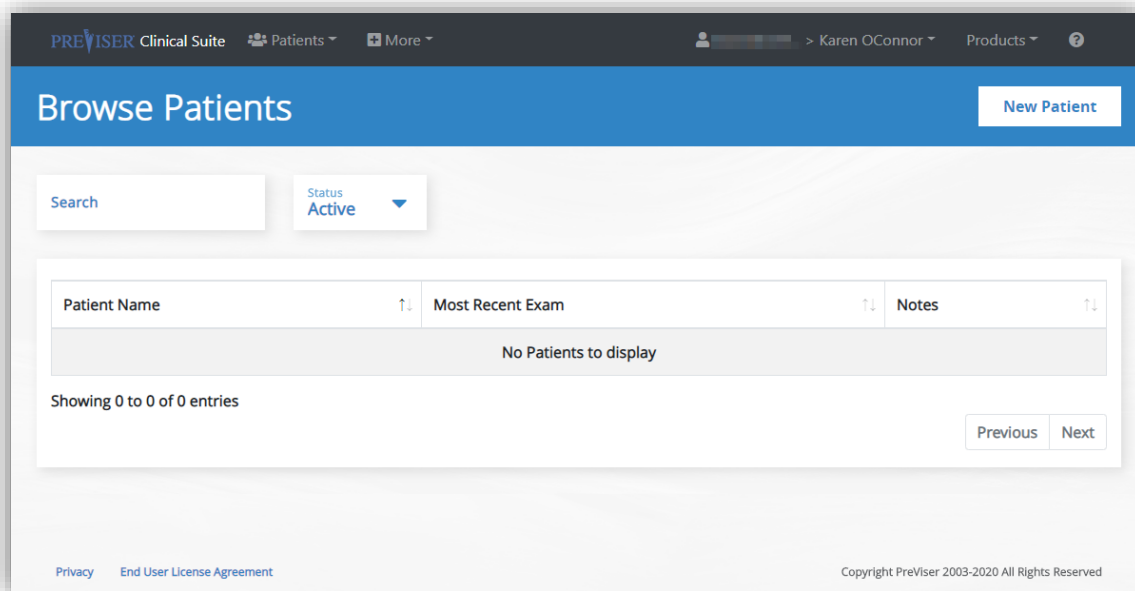 PREVISER Clinical Suite Patients More > Karen OConnor Products ?
Browse Patients
New Patient
Search
Status
Active
Patient Name Most Recent Exam Notes
No Patients to display
Showing 0 to 0 of 0 entries
Previous Next
Privacy End User License Agreement Copyright PreViser 2003-2020 All Rights Reserved